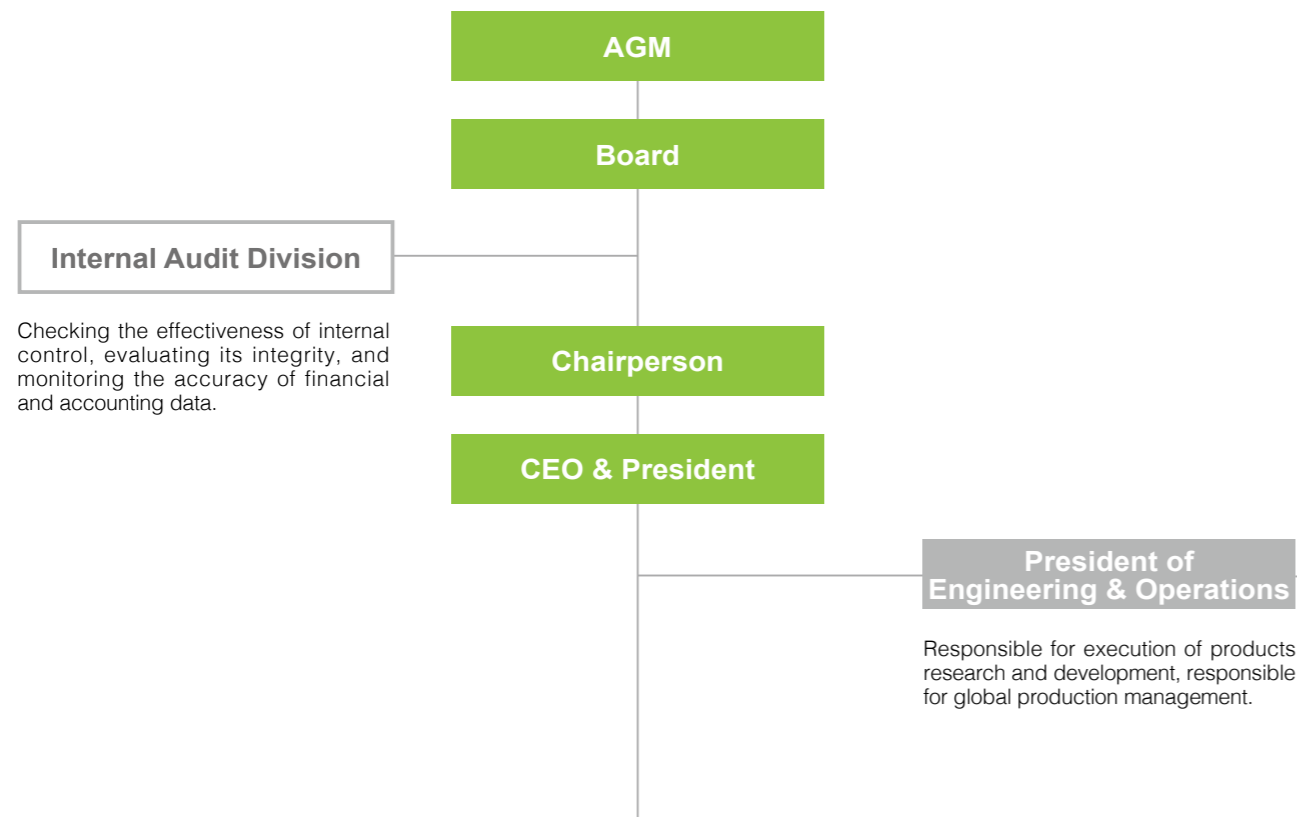 AGM
Board
Internal Audit Division
Checking the effectiveness of internal
control, evaluating its integrity, and
monitoring the accuracy of financial
and accounting data.
Chairperson
CEO & President
President of
Engineering & Operations
Responsible for execution of products
research and development, responsible
for global production management.